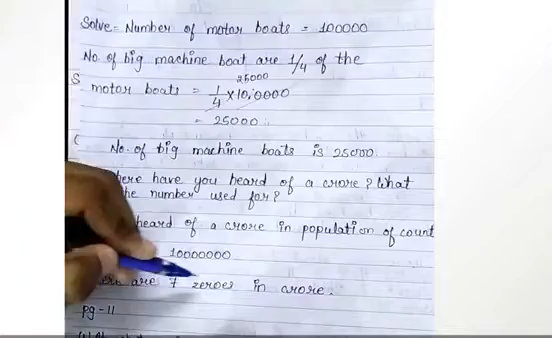 Solve- Number of motor boats = 100000
No. of big machine boat are 1/4 of the
25000
S motor boats = 1/4 × 10,0000
= 25000
(
No. of big machine boats is 25000
have you heard of a crore? What
the number used for?
heard of a crore in population of count
10000000
are 7 zeroes in crore.
pg-11